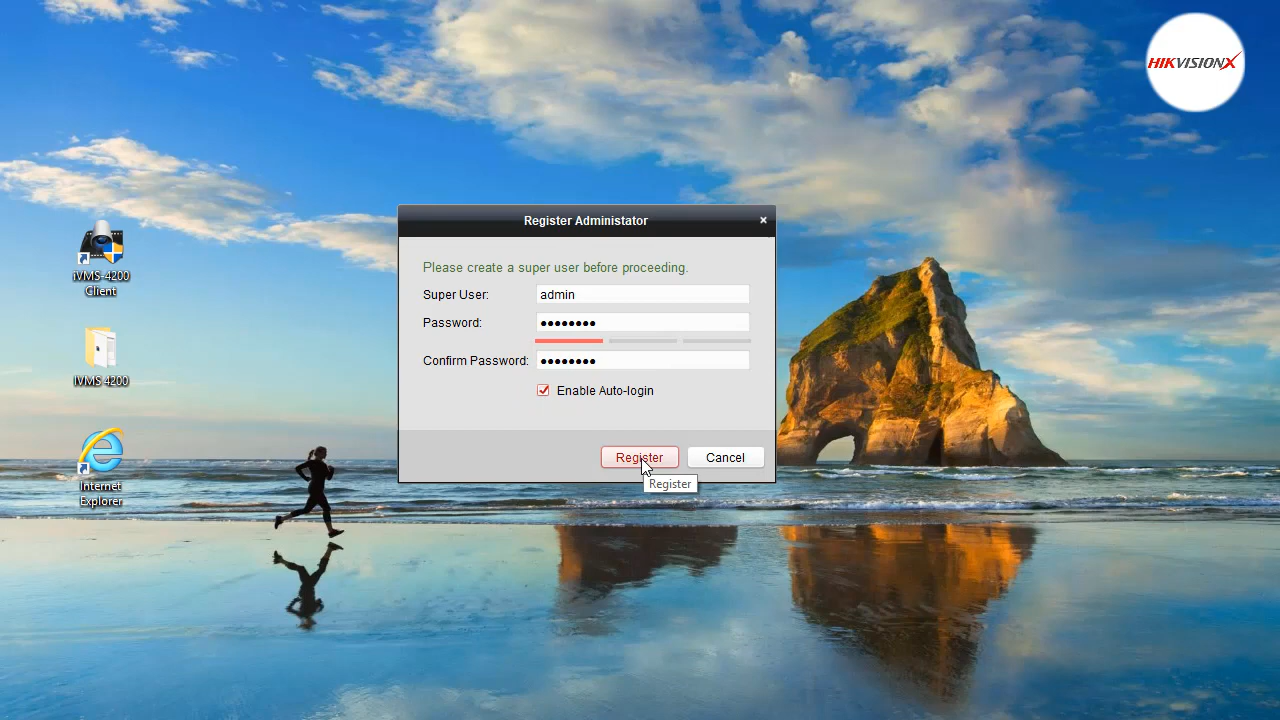 HIKVISIONX
Register Administator
Please create a super user before proceeding.
Super User: admin
Password: ●●●●●●●●
Confirm Password: ●●●●●●●●
Enable Auto-login
Register
Cancel
Register
iVMS-4200
Client
IVMS 4200
Internet
Explorer